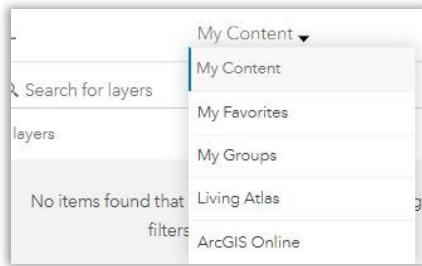 My Content
My Content
Search for layers
My Favorites
layers
My Groups
No items found that
Living Atlas
filters
ArcGIS Online